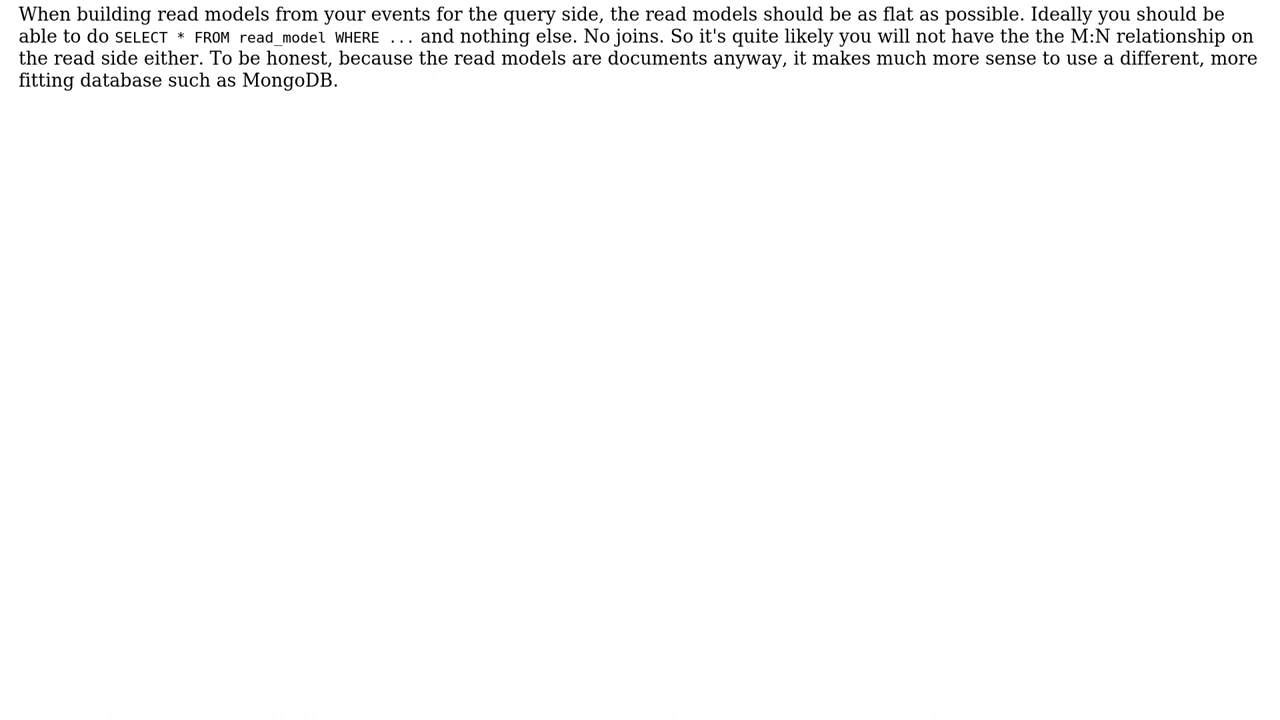 When building read models from your events for the query side, the read models should be as flat as possible. Ideally you should be
able to do SELECT * FROM read_model WHERE ... and nothing else. No joins. So it's quite likely you will not have the the M:N relationship on
the read side either. To be honest, because the read models are documents anyway, it makes much more sense to use a different, more
fitting database such as MongoDB.